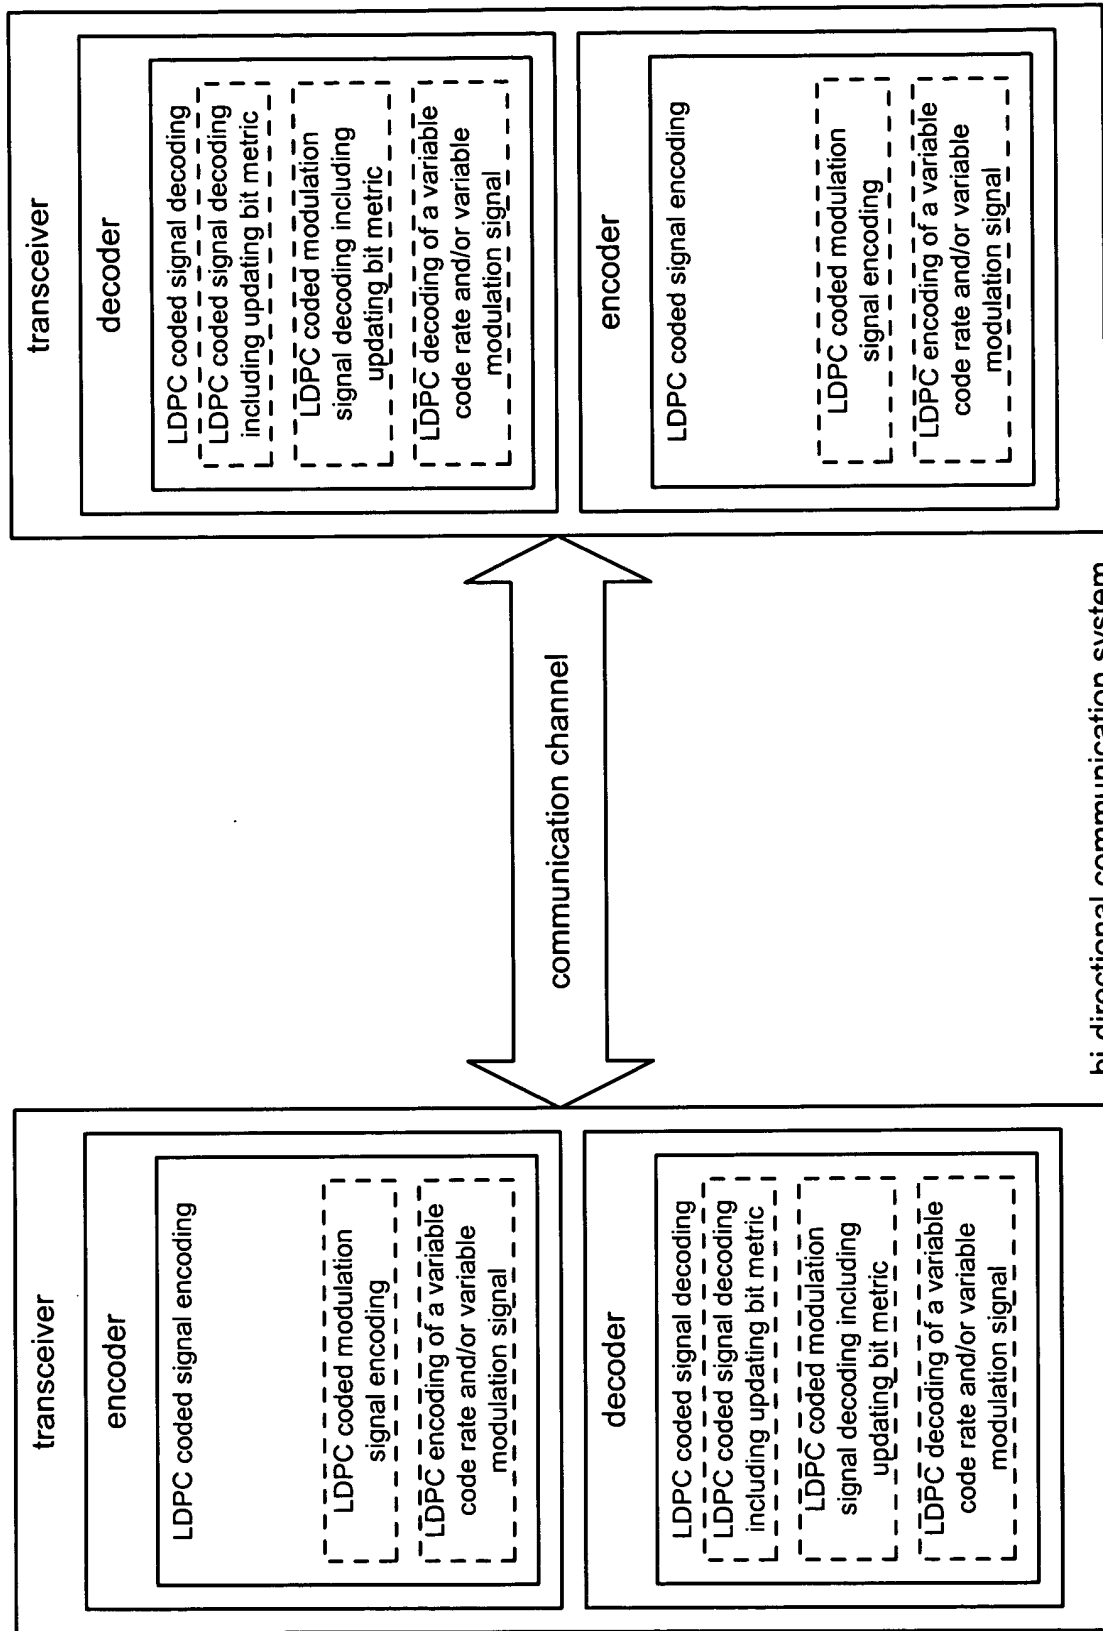 transceiver
encoder
LDPC coded signal encoding
LDPC coded modulation
signal encoding
LDPC encoding of a variable
code rate and/or variable
modulation signal
decoder
LDPC coded signal decoding
LDPC coded signal decoding
including updating bit metric
LDPC coded modulation
signal decoding including
updating bit metric
LDPC decoding of a variable
code rate and/or variable
modulation signal
communication channel
transceiver
decoder
LDPC coded signal decoding
LDPC coded signal decoding
including updating bit metric
LDPC coded modulation
signal decoding including
updating bit metric
LDPC decoding of a variable
code rate and/or variable
modulation signal
encoder
LDPC coded signal encoding
LDPC coded modulation
signal encoding
LDPC encoding of a variable
code rate and/or variable
modulation signal
bi-directional communication system